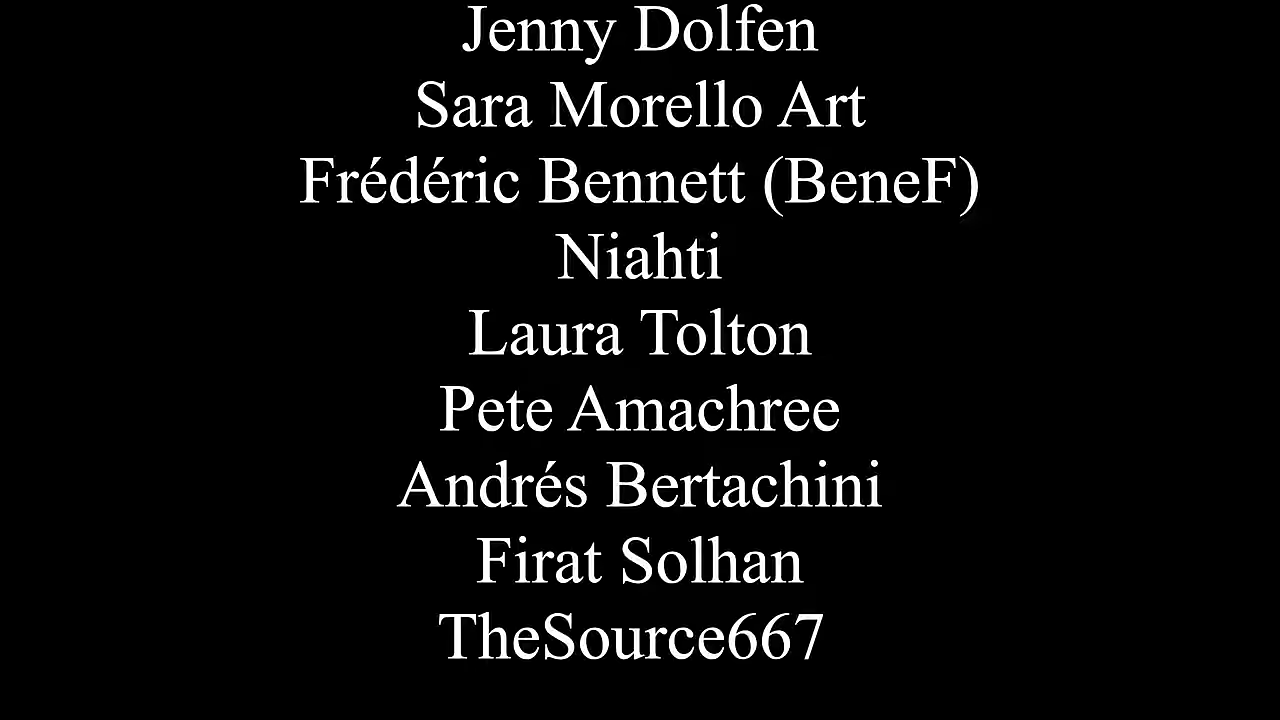 Jenny Dolfen
Sara Morello Art
Frédéric Bennett (BeneF)
Niahti
Laura Tolton
Pete Amachree
Andrés Bertachini
Firat Solhan
TheSource667